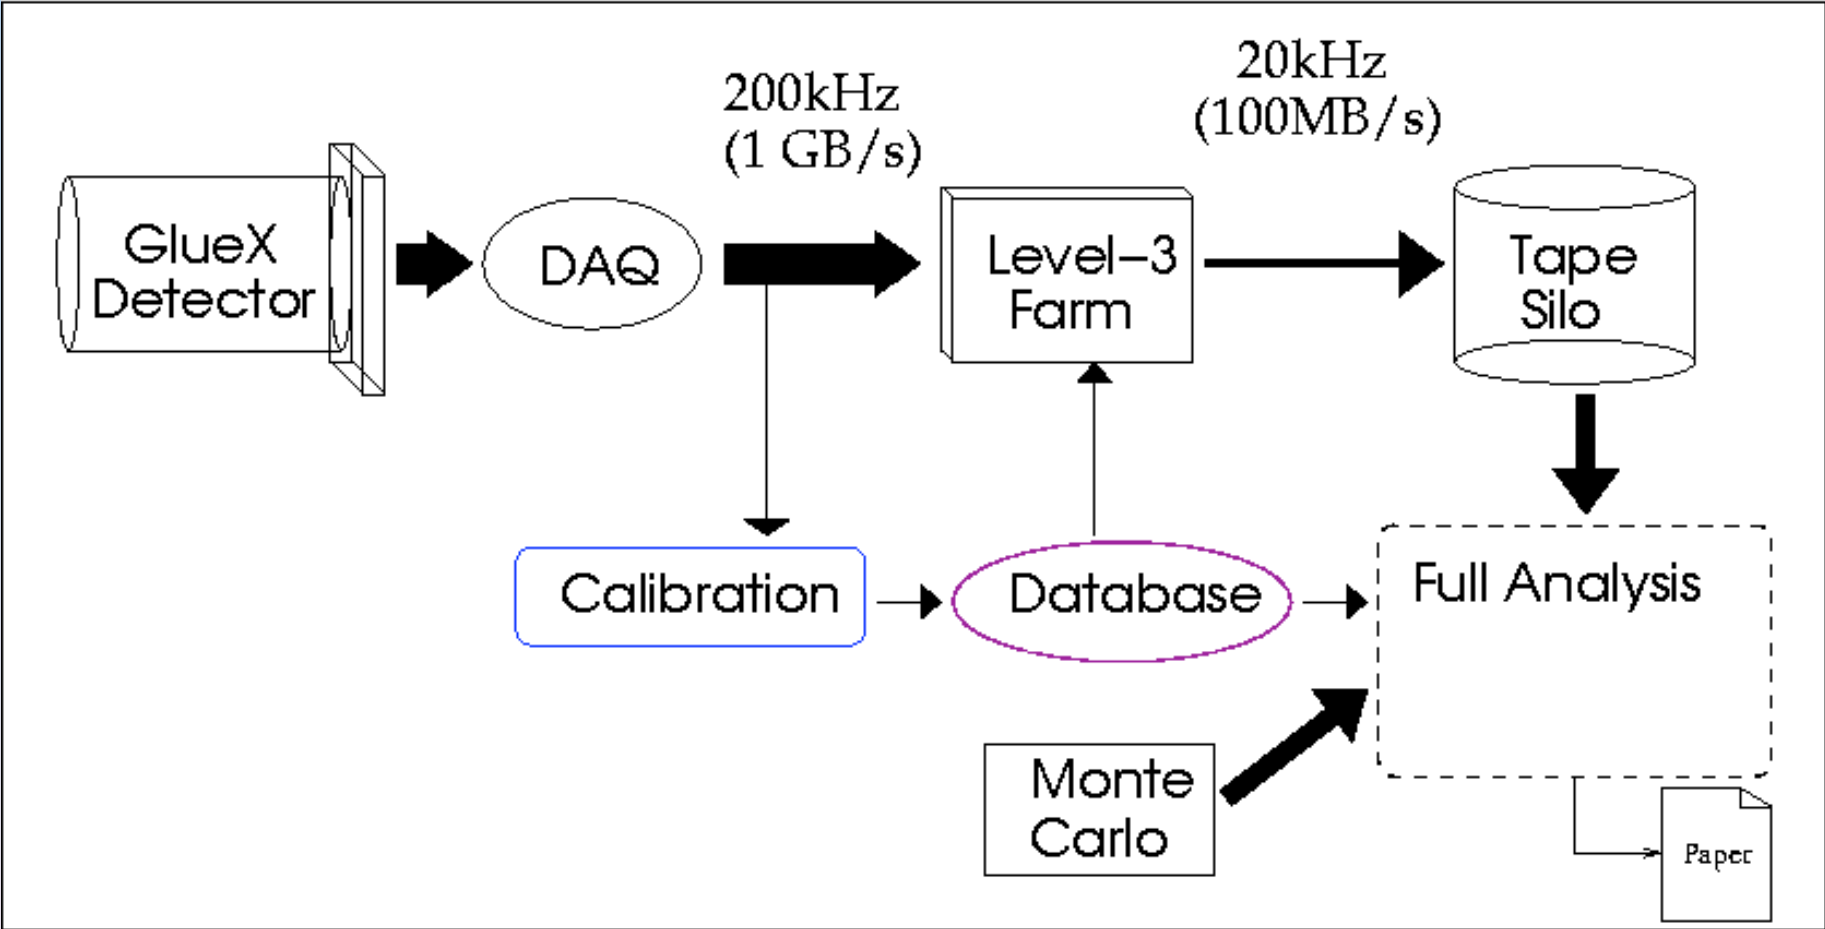 200kHz
(1 GB/s)
20kHz
(100MB/s)
GlueX
Detector
DAQ
Level-3
Farm
Tape
Silo
Calibration
Database
Full Analysis
Monte
Carlo
Paper